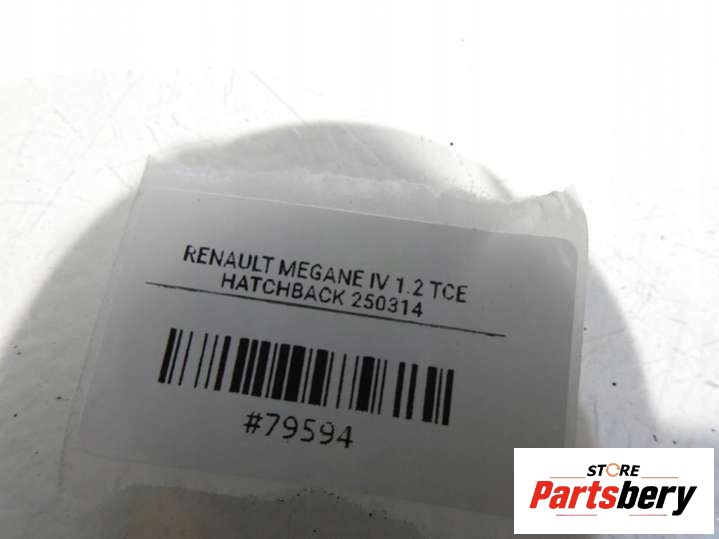 RENAULT MEGANE IV 1.2 TCE
HATCHBACK 250314
#79594
STORE
Partsbery